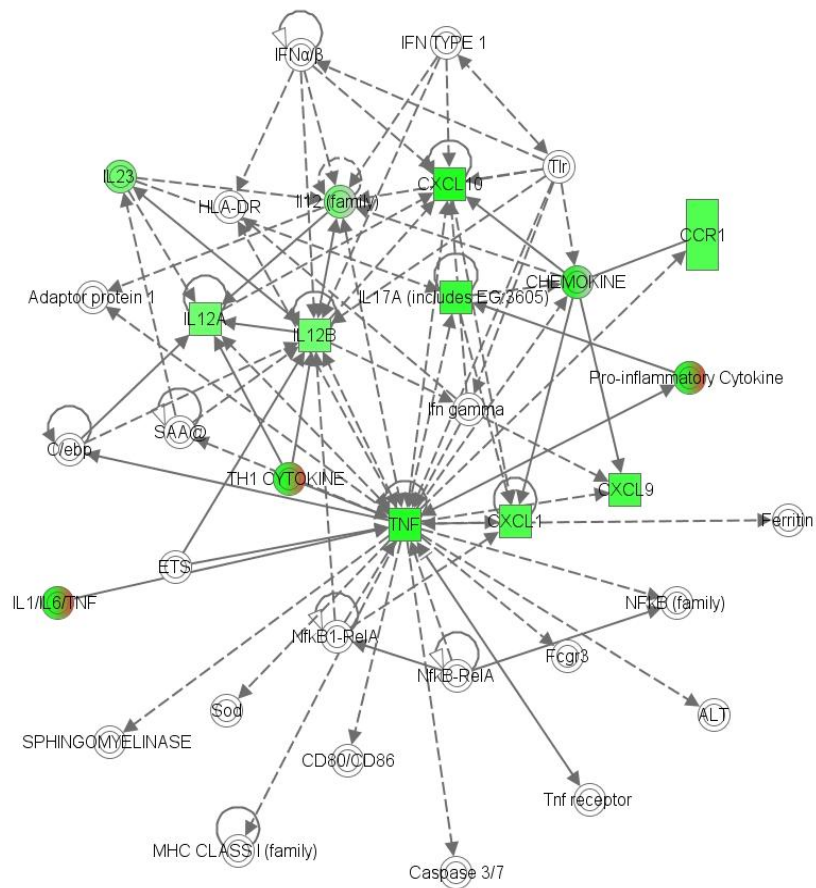 IFNα/β
IFN TYPE 1
IL23
HLA-DR
Il12 (family)
CXCL10
Tlr
CCR1
Adaptor protein 1
IL12A
IL12B
IL17A (includes EG:3605)
CHEMOKINE
Pro-inflammatory Cytokine
C/ebp
SAA@
Ifn gamma
TH1 CYTOKINE
CXCL9
TNF
CXCL1
Ferritin
ETS
IL1/IL6/TNF
NfkB1-RelA
NFkB (family)
NfkB-RelA
Fcgr3
Sod
ALT
SPHINGOMYELINASE
CD80/CD86
Tnf receptor
MHC CLASS I (family)
Caspase 3/7